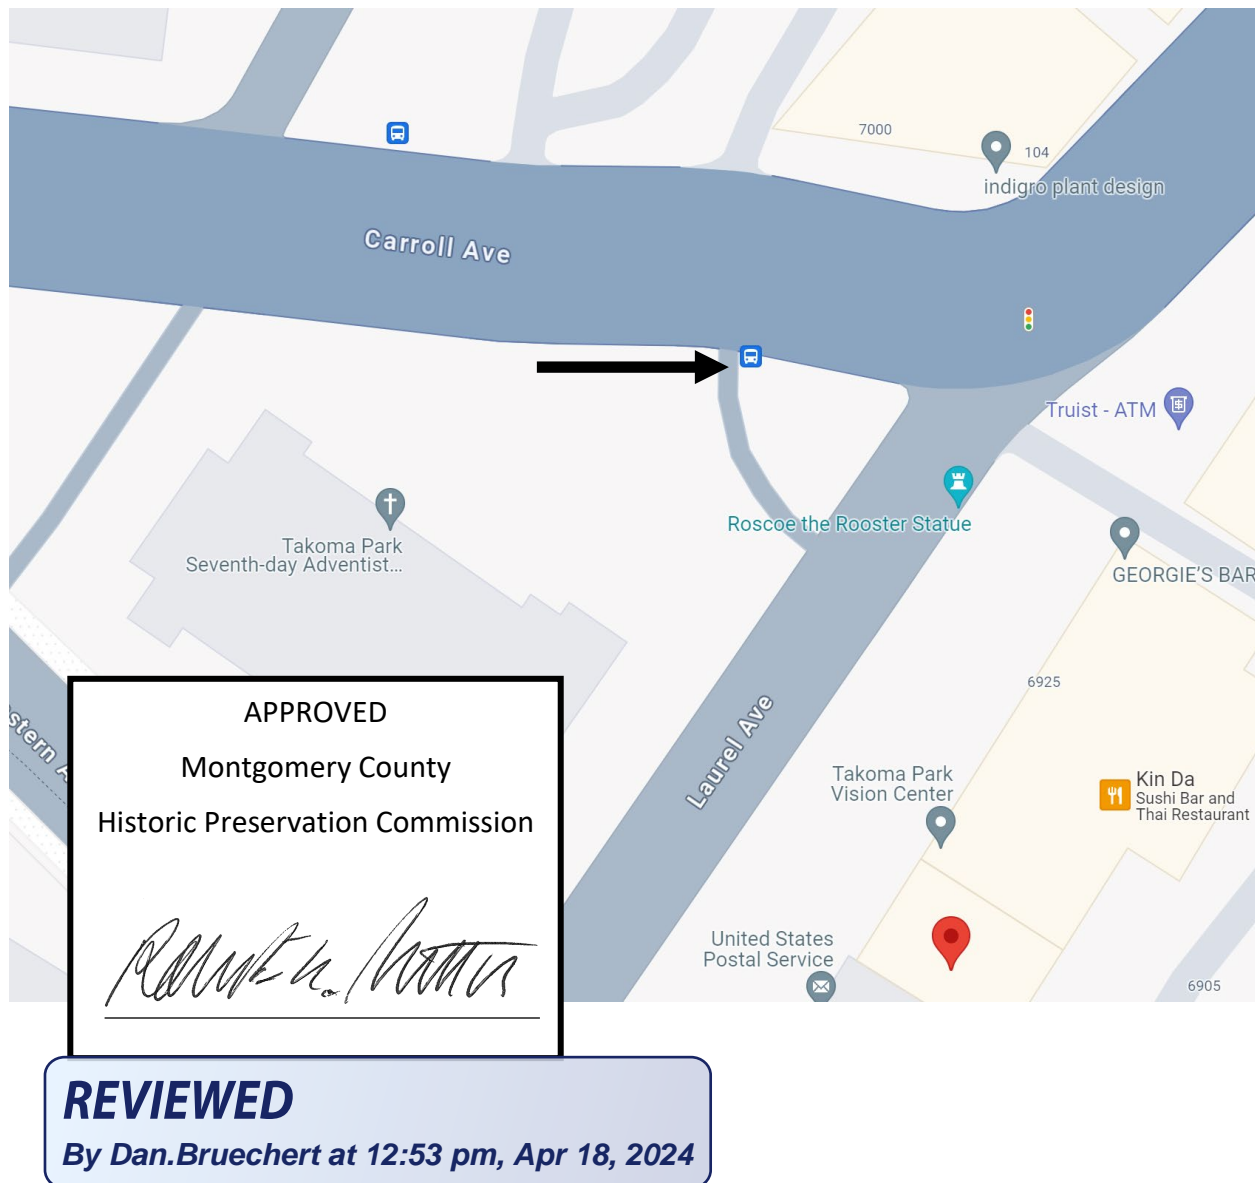 7000
104
indigro plant design
Carroll Ave
Truist - ATM
Roscoe the Rooster Statue
Takoma Park
Seventh-day Adventist...
GEORGIE'S BAR
6925
stern A
Laurel Ave
Takoma Park
Vision Center
Kin Da
Sushi Bar and
Thai Restaurant
United States
Postal Service
6905
APPROVED
Montgomery County
Historic Preservation Commission
REVIEWED
By Dan.Bruechert at 12:53 pm, Apr 18, 2024